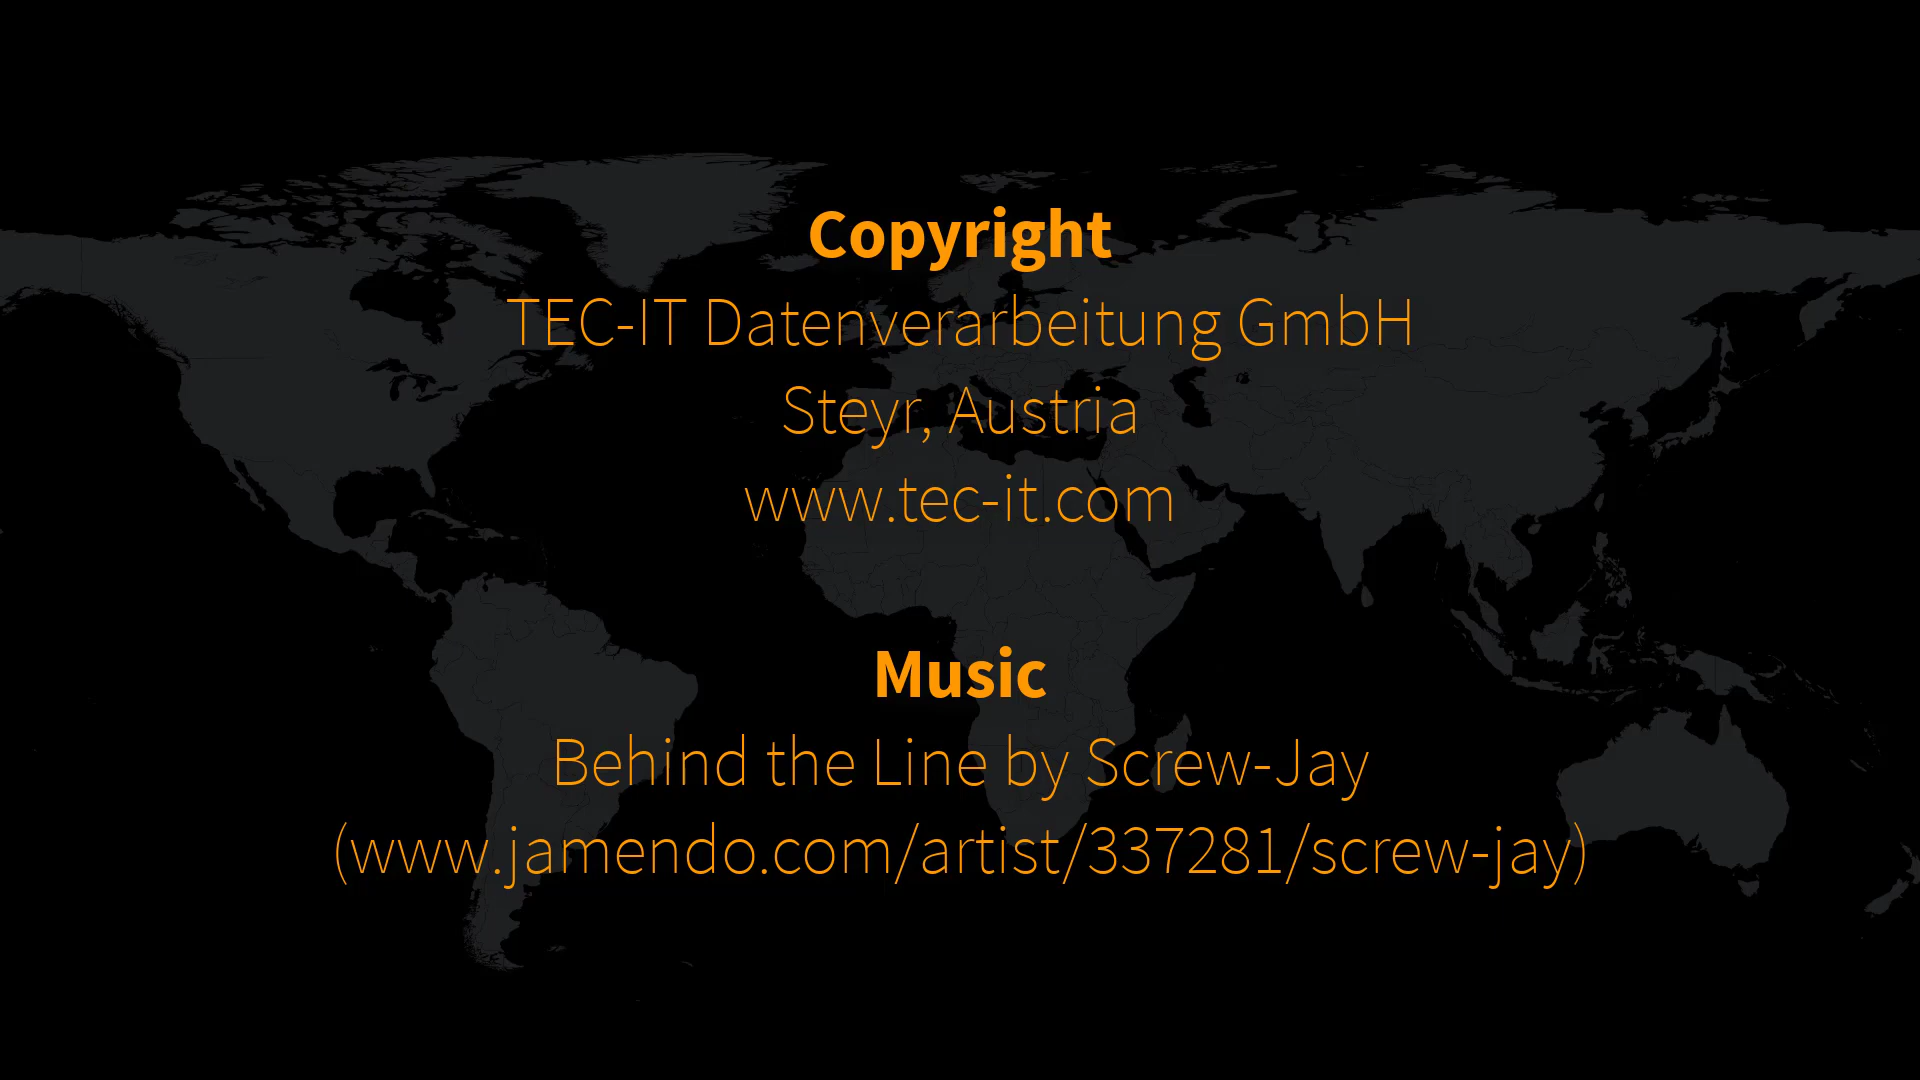 Copyright
TEC-IT Datenverarbeitung GmbH
Steyr, Austria
www.tec-it.com
Music
Behind the Line by Screw-Jay
(www.jamendo.com/artist/337281/screw-jay)